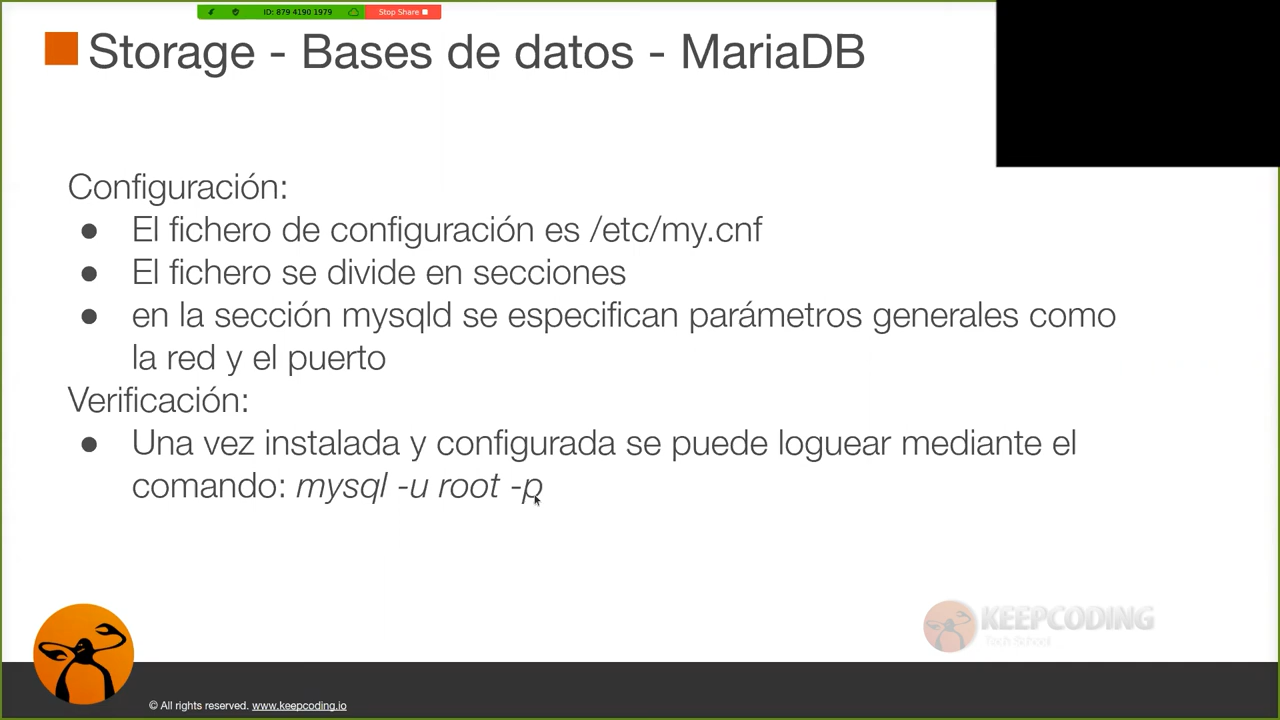 ID: 879 4190 1979 Stop Share
Storage - Bases de datos - MariaDB
Configuración:
● El fichero de configuración es /etc/my.cnf
● El fichero se divide en secciones
● en la sección mysqld se especifican parámetros generales como
la red y el puerto
Verificación:
● Una vez instalada y configurada se puede loguear mediante el
comando: mysql -u root -p
KEEPCODING
Tech School
© All rights reserved. www.keepcoding.io